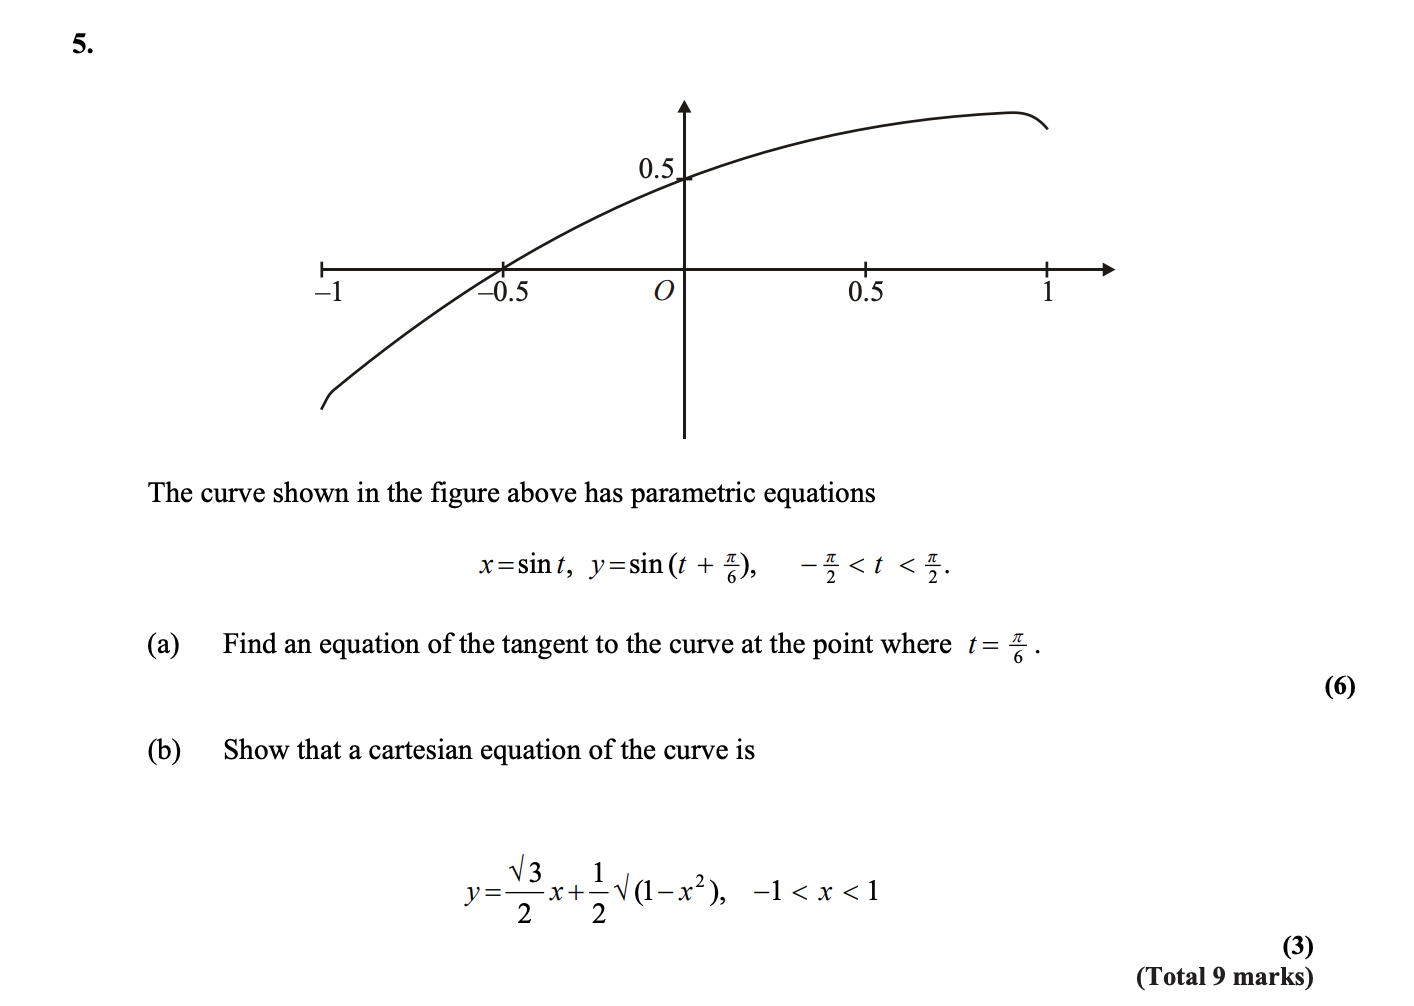 5.
0.5
–1
–0.5
O
0.5
1
The curve shown in the figure above has parametric equations
x = sin t, y = sin (t + π/6), – π/2 < t < π/2.
(a) Find an equation of the tangent to the curve at the point where t = π/6.
(6)
(b) Show that a cartesian equation of the curve is
y = √3/2 x + 1/2 √(1 – x²), –1 < x < 1
(3)
(Total 9 marks)